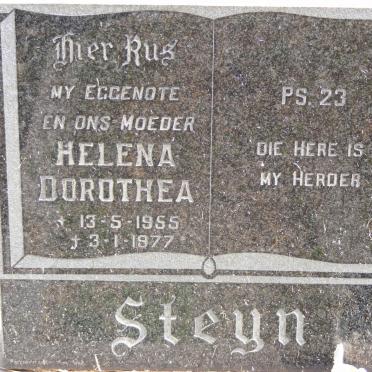 Hier Rus
MY EGGENOTE
EN ONS MOEDER
HELENA
DOROTHEA
* 13-5-1955
† 3-1-1977
PS. 23
DIE HERE IS
MY HERDER
Steyn